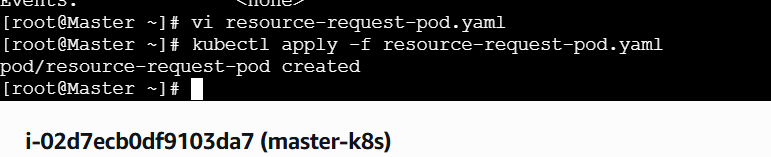 Events:              <none>
[root@Master ~]# vi resource-request-pod.yaml
[root@Master ~]# kubectl apply -f resource-request-pod.yaml
pod/resource-request-pod created
[root@Master ~]#
i-02d7ecb0df9103da7 (master-k8s)